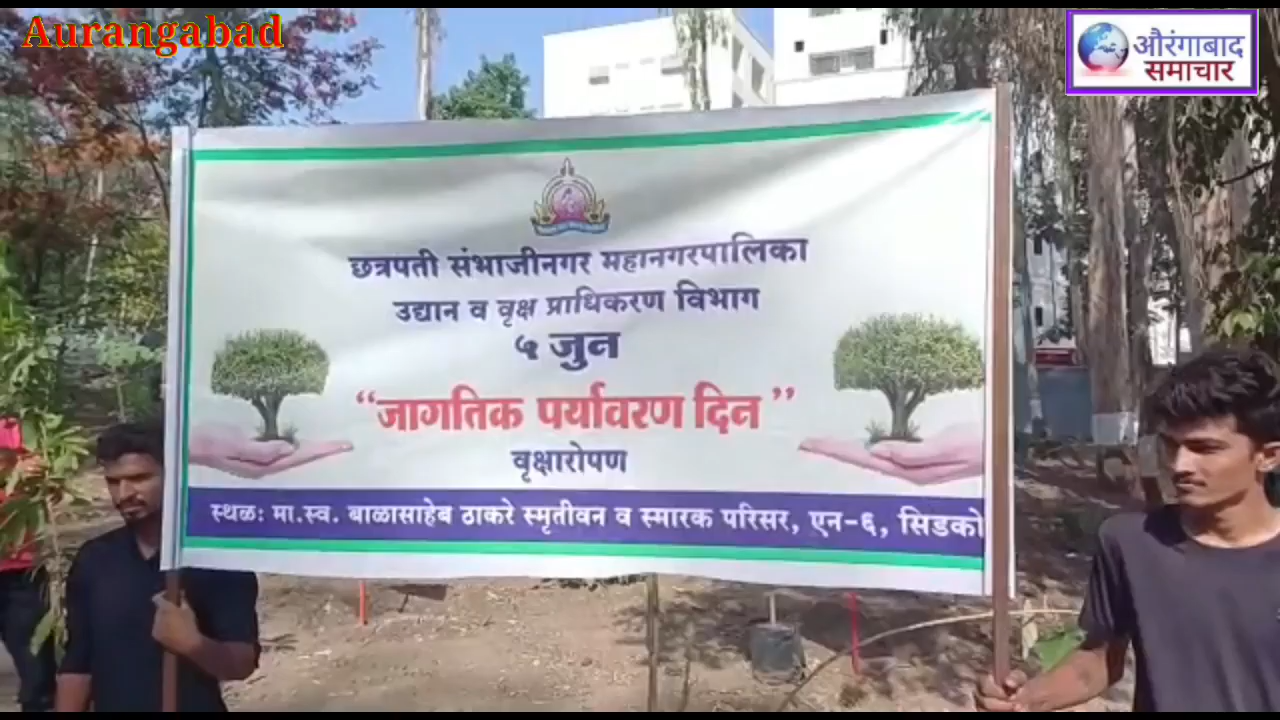 Aurangabad
औरंगाबाद
समाचार
छत्रपती संभाजीनगर महानगरपालिका
उद्यान व वृक्ष प्राधिकरण विभाग
५ जुन
“जागतिक पर्यावरण दिन”
वृक्षारोपण
स्थळः मा.स्व. बाळासाहेब ठाकरे स्मृतीवन व स्मारक परिसर, एन-६, सिडको